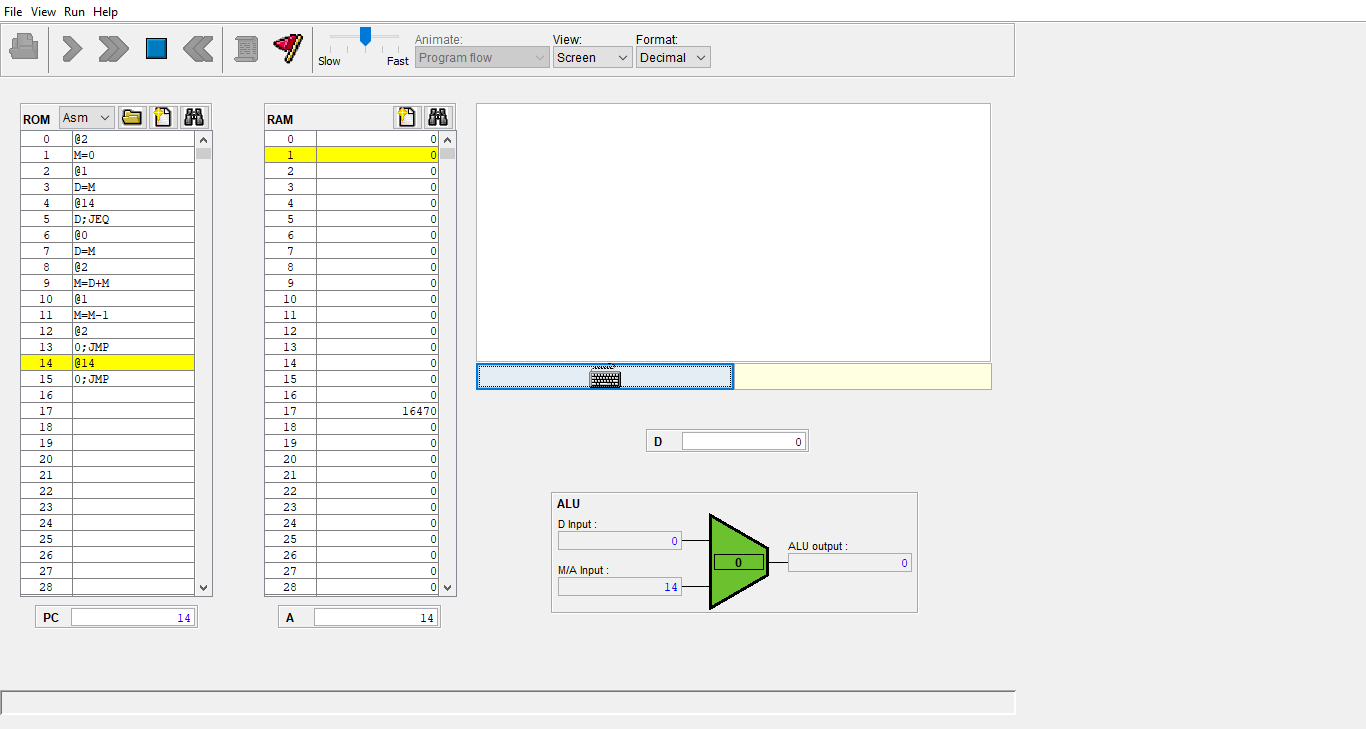 File View Run Help
Slow Fast
Animate:
Program flow
View:
Screen
Format:
Decimal
ROM Asm
0 @2
1 M=0
2 @1
3 D=M
4 @14
5 D;JEQ
6 @0
7 D=M
8 @2
9 M=D+M
10 @1
11 M=M-1
12 @2
13 0;JMP
14 @14
15 0;JMP
16
17
18
19
20
21
22
23
24
25
26
27
28
PC 14
RAM
0 0
1 0
2 0
3 0
4 0
5 0
6 0
7 0
8 0
9 0
10 0
11 0
12 0
13 0
14 0
15 0
16 0
17 16470
18 0
19 0
20 0
21 0
22 0
23 0
24 0
25 0
26 0
27 0
28 0
A 14
D 0
ALU
D Input :
0
M/A Input :
14
0
ALU output :
0